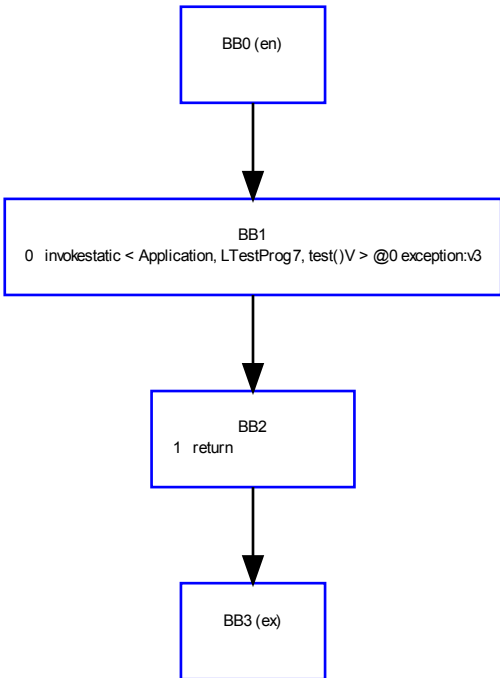 BB0 (en)
BB1
0 invokestatic < Application, LTestProg7, test()V > @0 exception:v3
BB2
1 return
BB3 (ex)